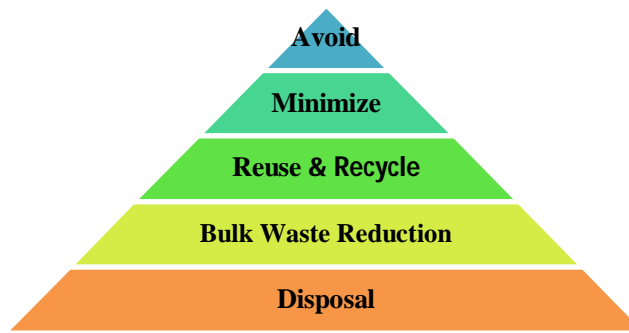 Avoid
Minimize
Reuse & Recycle
Bulk Waste Reduction
Disposal